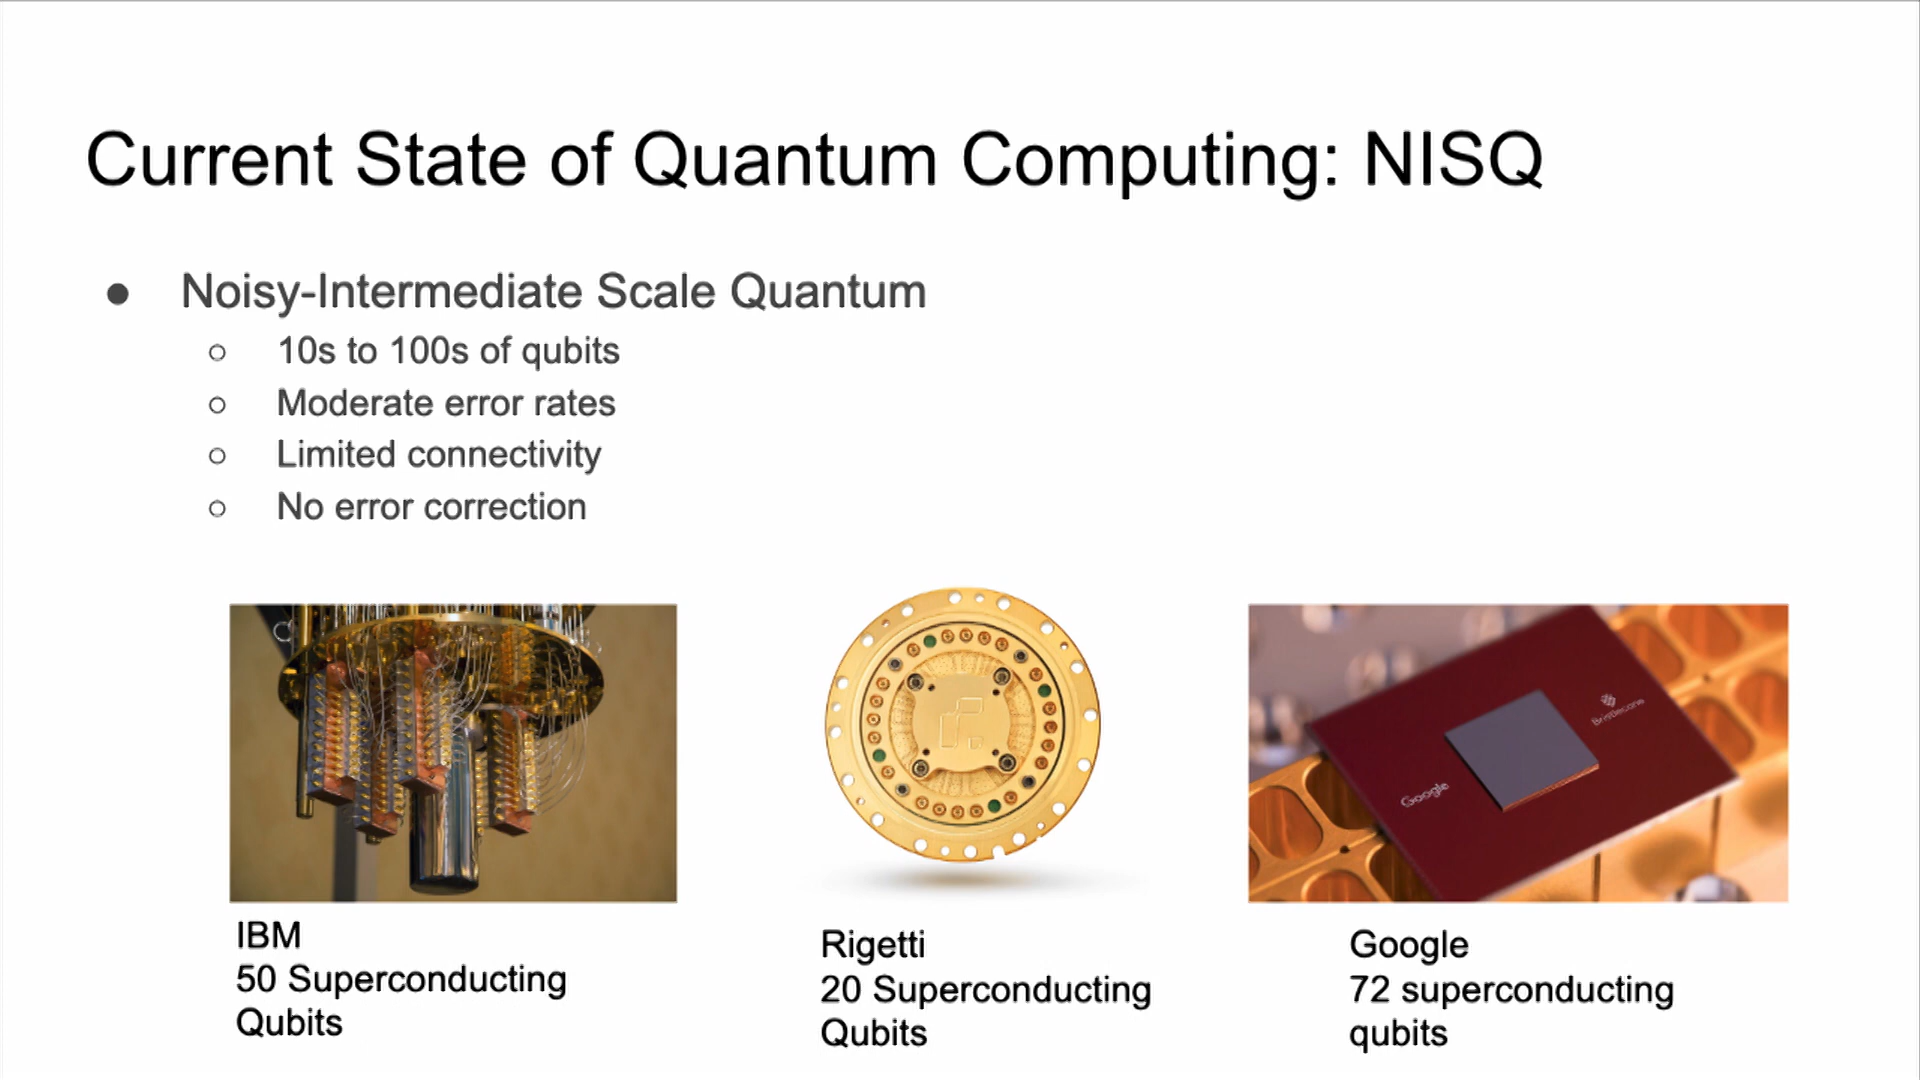 Current State of Quantum Computing: NISQ
● Noisy-Intermediate Scale Quantum
○ 10s to 100s of qubits
○ Moderate error rates
○ Limited connectivity
○ No error correction
Google
Bristlecone
IBM
50 Superconducting
Qubits
Rigetti
20 Superconducting
Qubits
Google
72 superconducting
qubits